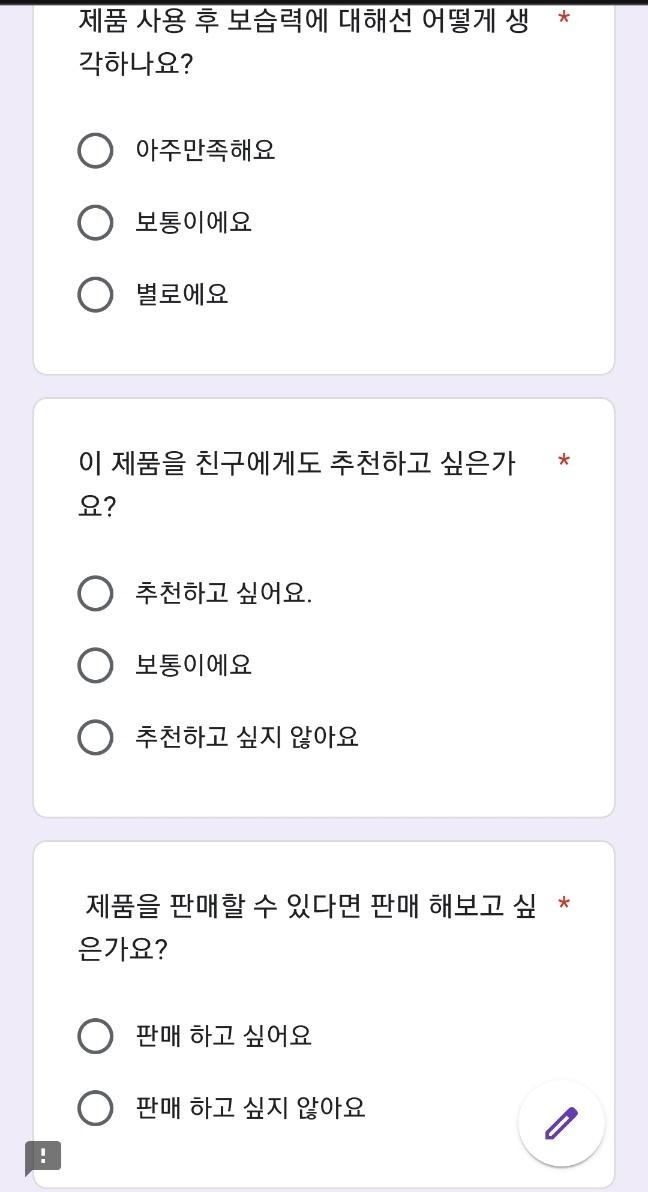 제품 사용 후 보습력에 대해선 어떻게 생 *
각하나요?
아주만족해요
보통이에요
별로에요
이 제품을 친구에게도 추천하고 싶은가 *
요?
추천하고 싶어요.
보통이에요
추천하고 싶지 않아요
제품을 판매할 수 있다면 판매 해보고 싶 *
은가요?
판매 하고 싶어요
판매 하고 싶지 않아요